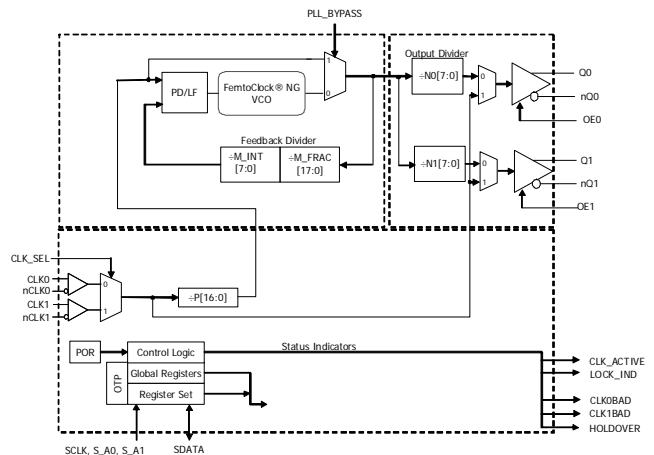 PLL_BYPASS
Output Divider
1
0
PD/LF
FemtoClock® NG
VCO
÷N0[7:0]
0
1
Q0
nQ0
OE0
Feedback Divider
÷M_INT
[7:0]
÷M_FRAC
[17:0]
÷N1[7:0]
0
1
Q1
nQ1
OE1
CLK_SEL
CLK0
nCLK0
CLK1
nCLK1
0
1
÷P[16:0]
POR
Control Logic
Status Indicators
OTP
Global Registers
Register Set
CLK_ACTIVE
LOCK_IND
CLK0BAD
CLK1BAD
HOLDOVER
SCLK, S_A0, S_A1
SDATA